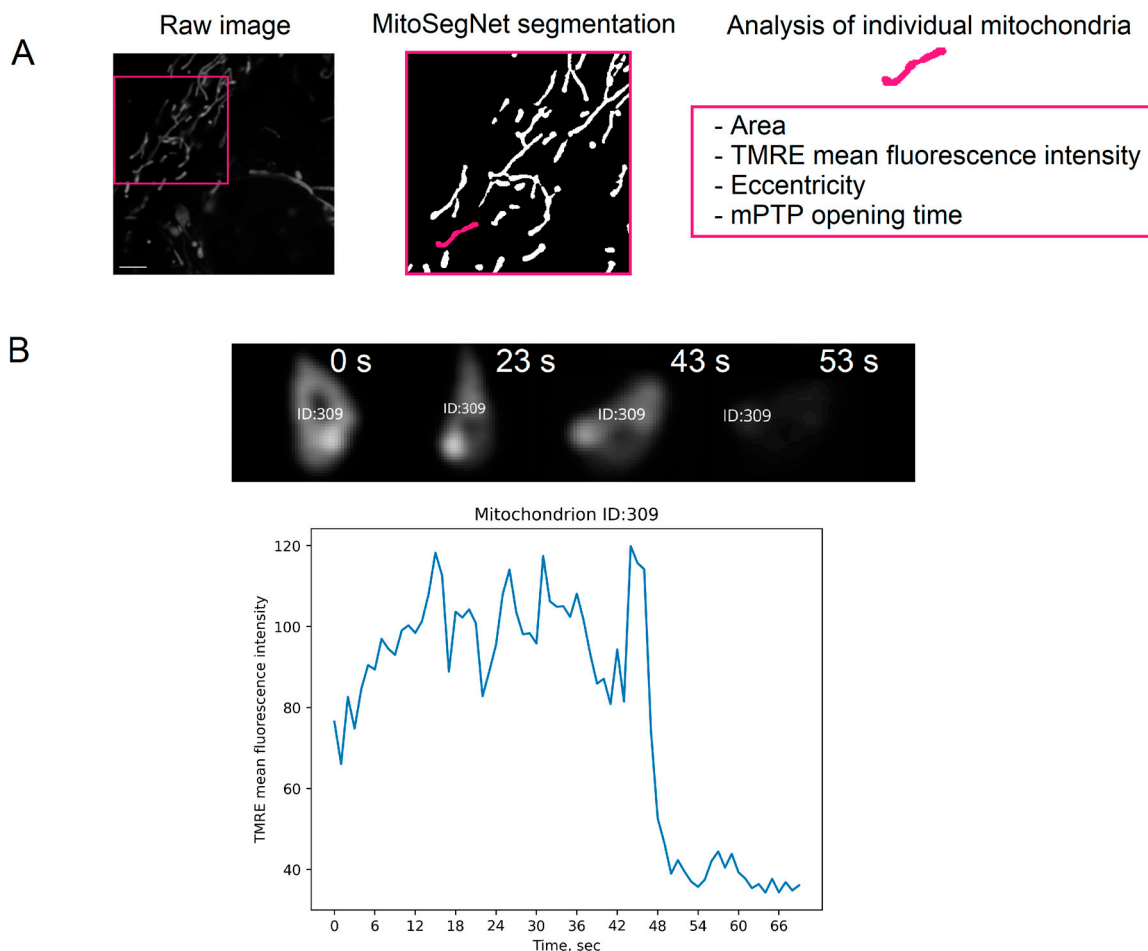 A
Raw image
MitoSegNet segmentation
Analysis of individual mitochondria
- Area
- TMRE mean fluorescence intensity
- Eccentricity
- mPTP opening time
B
0 s
23 s
43 s
53 s
ID:309
ID:309
ID:309
ID:309
Mitochondrion ID:309
TMRE mean fluorescence intensity
120
100
80
60
40
0 6 12 18 24 30 36 42 48 54 60 66
Time, sec